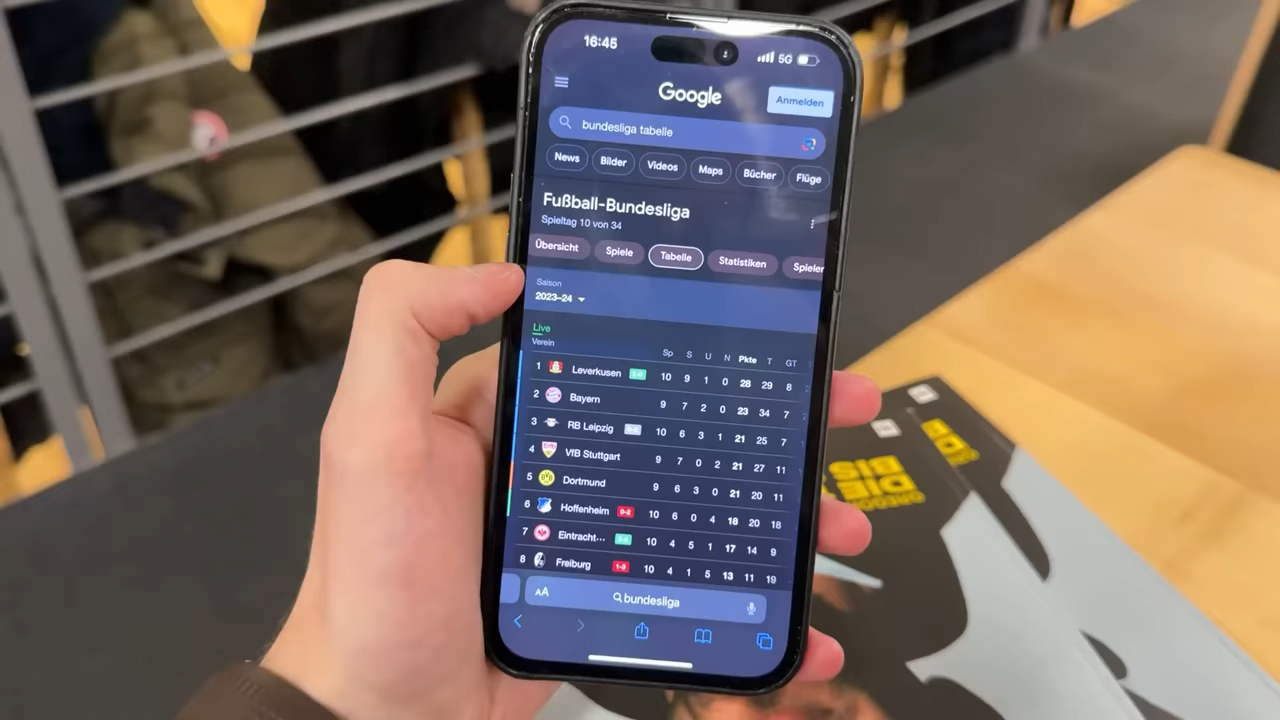 16:45 5G
Google
Anmelden
bundesliga tabelle
News Bilder Videos Maps Bücher Flüge
Fußball-Bundesliga
Spieltag 10 von 34
Übersicht Spiele Tabelle Statistiken Spieler
Saison
2023–24
Live
Verein Sp S U N Pkte T GT
1 Leverkusen 10 9 1 0 28 29 8
2 Bayern 9 7 2 0 23 34 7
3 RB Leipzig 10 6 3 1 21 25 7
4 VfB Stuttgart 9 7 0 2 21 27 11
5 Dortmund 9 6 3 0 21 20 11
6 Hoffenheim 10 6 0 4 18 20 18
7 Eintracht··· 10 4 5 1 17 14 9
8 Freiburg 1-3 10 4 1 5 13 11 19
AA bundesliga
DIE
BIS